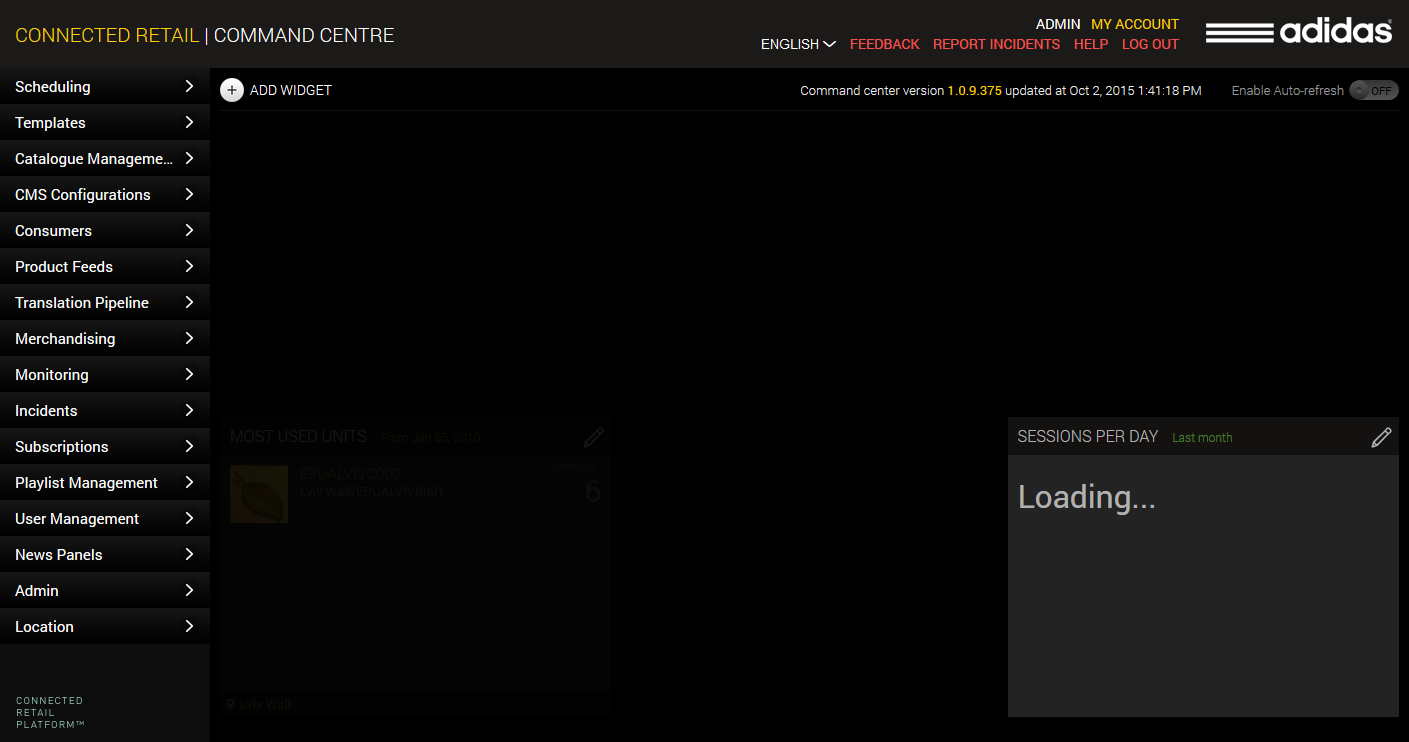 CONNECTED RETAIL | COMMAND CENTRE
ADMIN MY ACCOUNT
ENGLISH FEEDBACK REPORT INCIDENTS HELP LOG OUT
adidas
Scheduling
Templates
Catalogue Manageme...
CMS Configurations
Consumers
Product Feeds
Translation Pipeline
Merchandising
Monitoring
Incidents
Subscriptions
Playlist Management
User Management
News Panels
Admin
Location
CONNECTED
RETAIL
PLATFORM™
ADD WIDGET
Command center version 1.0.9.375 updated at Oct 2, 2015 1:41:18 PM
Enable Auto-refresh OFF
MOST USED UNITS From Jan 05, 2010
EPUALVIVC002
Lviv Wall/EPUALVIVS001
6
Lviv Wall
SESSIONS PER DAY Last month
Loading...